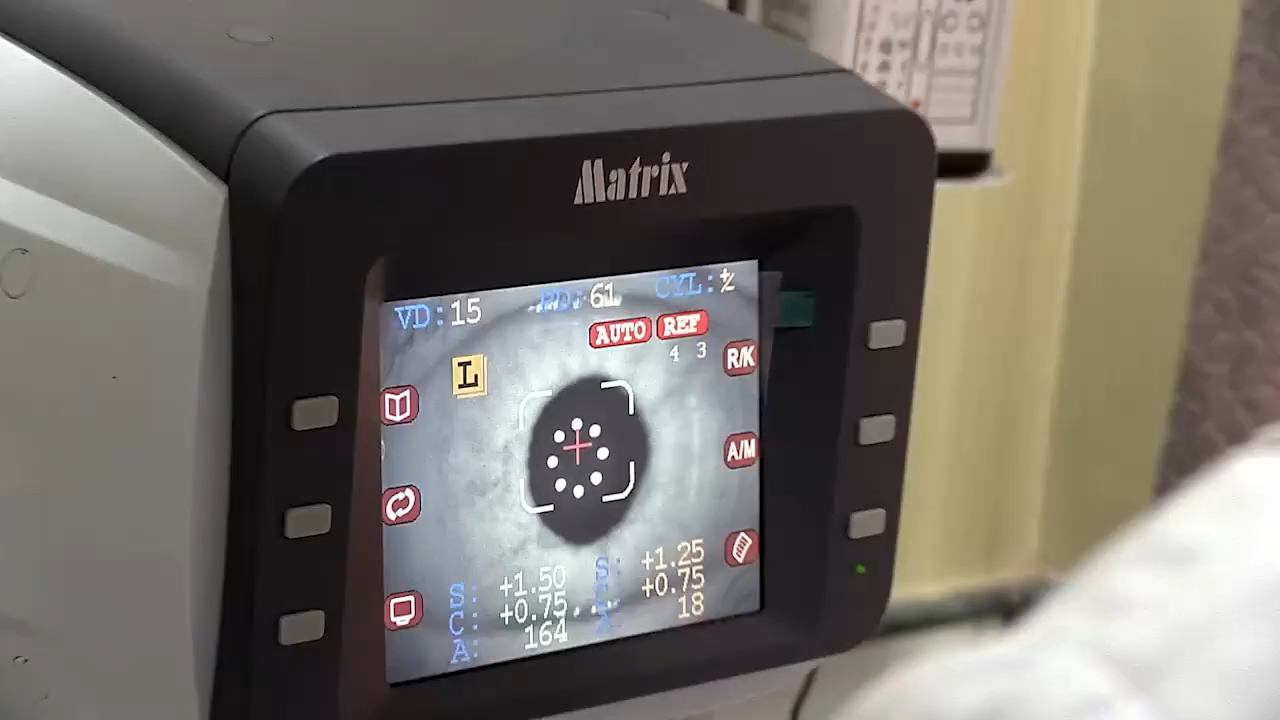 Matrix
VD:15 PD:61 CYL:±
AUTO REF
4 3
R/K
L
A/M
S: +1.50 S: +1.25
C: +0.75 +0.75
A: 164 18